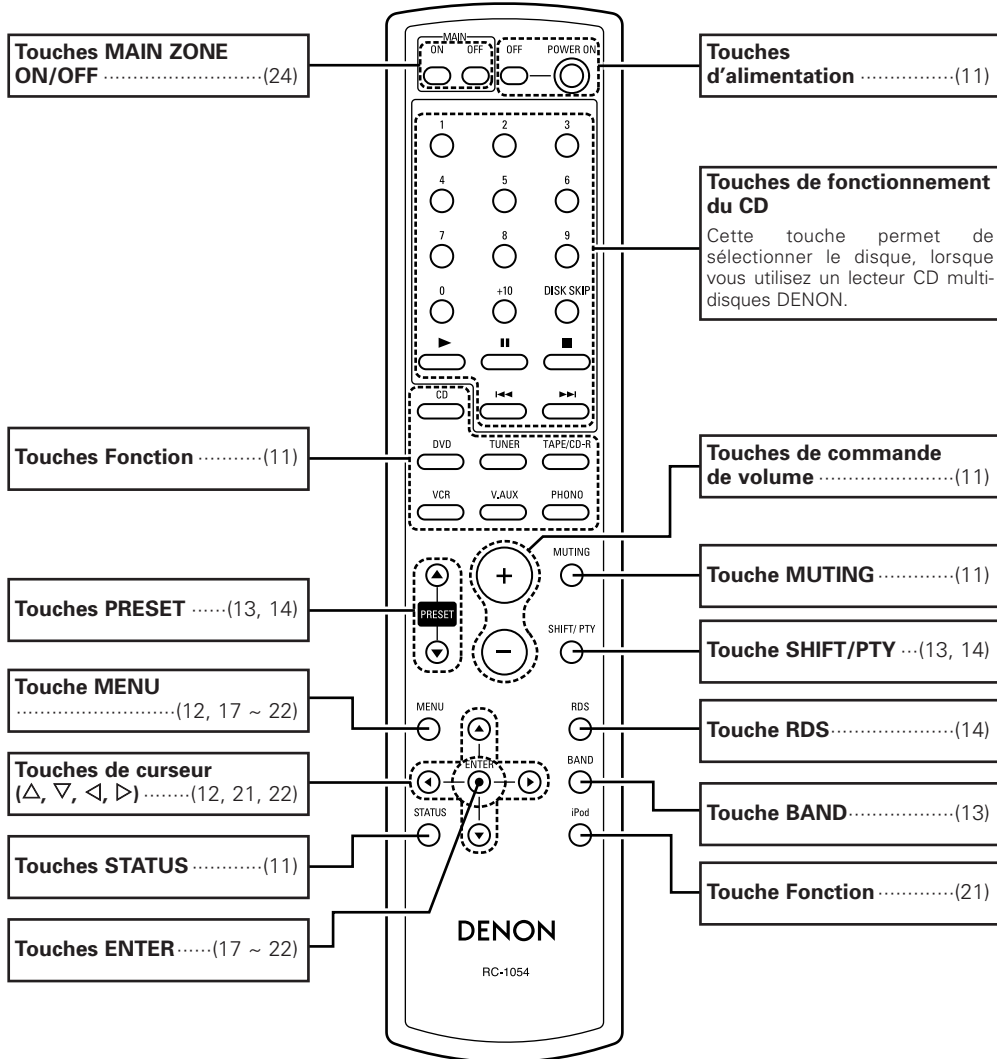 Touches MAIN ZONE
ON/OFF ······················(24)
Touches Fonction ···········(11)
Touches PRESET ······(13, 14)
Touche MENU
··························(12, 17 ~ 22)
Touches de curseur
(△, ▽, ◁, ▷) ········(12, 21, 22)
Touches STATUS ············(11)
Touches ENTER ······(17 ~ 22)
MAIN
ON OFF OFF POWER ON
1 2 3
4 5 6
7 8 9
0 +10 DISK SKIP
► II ■
CD I◄◄ ►►I
DVD TUNER TAPE/CD-R
VCR V.AUX PHONO
MUTING
+
PRESET
SHIFT/ PTY
−
MENU RDS
ENTER BAND
STATUS iPod
DENON
RC-1054
Touches
d'alimentation ···············(11)
Touches de fonctionnement
du CD
Cette touche permet de
sélectionner le disque, lorsque
vous utilisez un lecteur CD multi-
disques DENON.
Touches de commande
de volume ······················(11)
Touche MUTING ·············(11)
Touche SHIFT/PTY ···(13, 14)
Touche RDS ····················(14)
Touche BAND ·················(13)
Touche Fonction ·············(21)